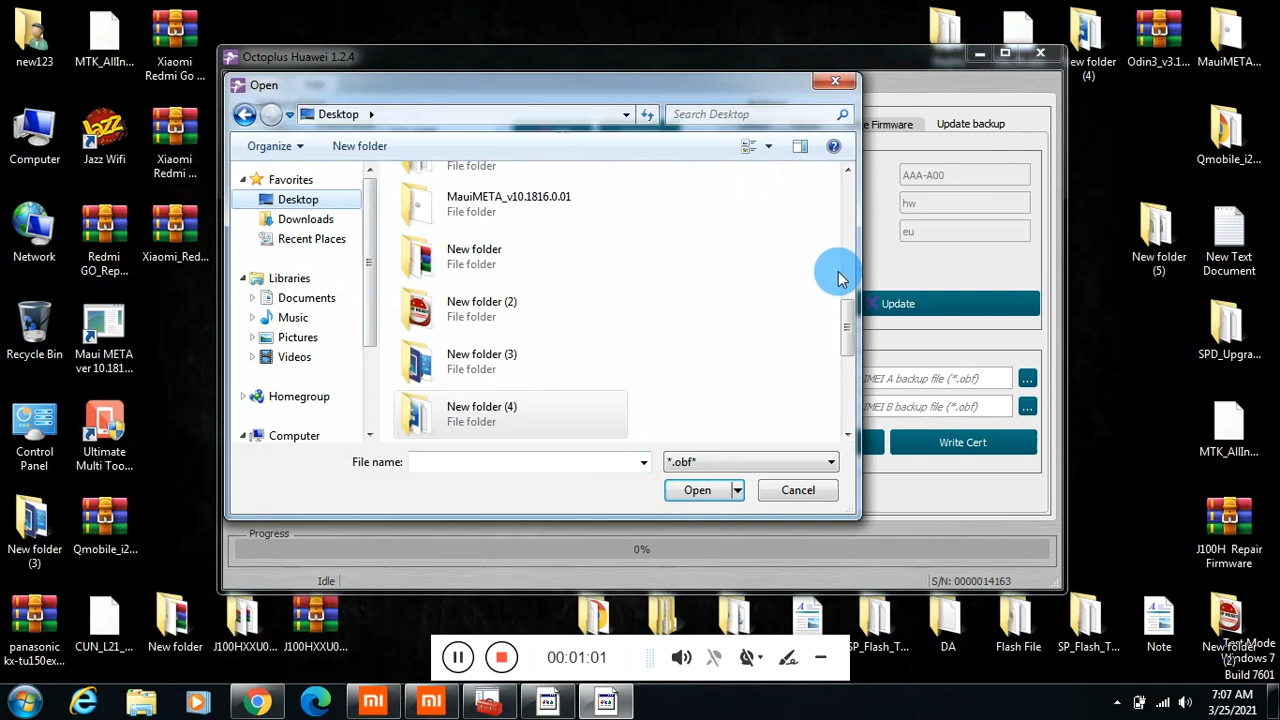 new123
MTK_AllIn...
Xiaomi
Redmi Go ...
Computer
Jazz Wifi
Xiaomi
Redmi ...
Network
Redmi
GO_Rep...
Xiaomi_Red...
Recycle Bin
Maui META
ver 10.181...
Control
Panel
Ultimate
Multi Too...
New folder
(3)
Qmobile_i2...
panasonic
kx-tu150ex...
CUN_L21_...
New folder
J100HXXU0...
J100HXXU0...
Octoplus Huawei 1.2.4
Open
Desktop
Search Desktop
Organize
New folder
Favorites
Desktop
Downloads
Recent Places
Libraries
Documents
Music
Pictures
Videos
Homegroup
Computer
File folder
MauiMETA_v10.1816.0.01
File folder
New folder
File folder
New folder (2)
File folder
New folder (3)
File folder
New folder (4)
File folder
File name:
*.obf*
Open
Cancel
e Firmware
Update backup
AAA-A00
hw
eu
Update
IMEI A backup file (*.obf)
...
IMEI B backup file (*.obf)
...
Write Cert
Progress
0%
Idle
S/N: 0000014163
ew folder
(4)
Odin3_v3.1...
MauiMETA...
Qmobile_i2...
New folder
(5)
New Text
Document
SPD_Upgra...
MTK_AllIn...
J100H Repair
Firmware
SP_Flash_T...
DA
Flash File
SP_Flash_T...
Note
New folder
(2)
00:01:01
Test Mode
Windows 7
Build 7601
7:07 AM
3/25/2021